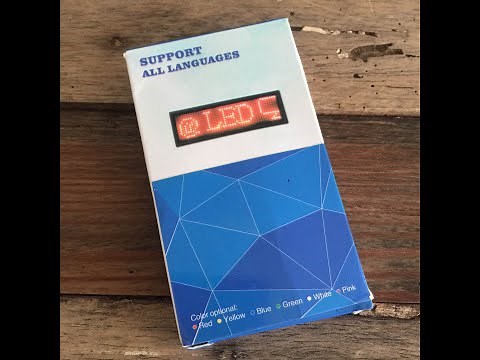 SUPPORT
ALL LANGUAGES
@LED
Color optional:
Red Yellow Blue Green White Pink